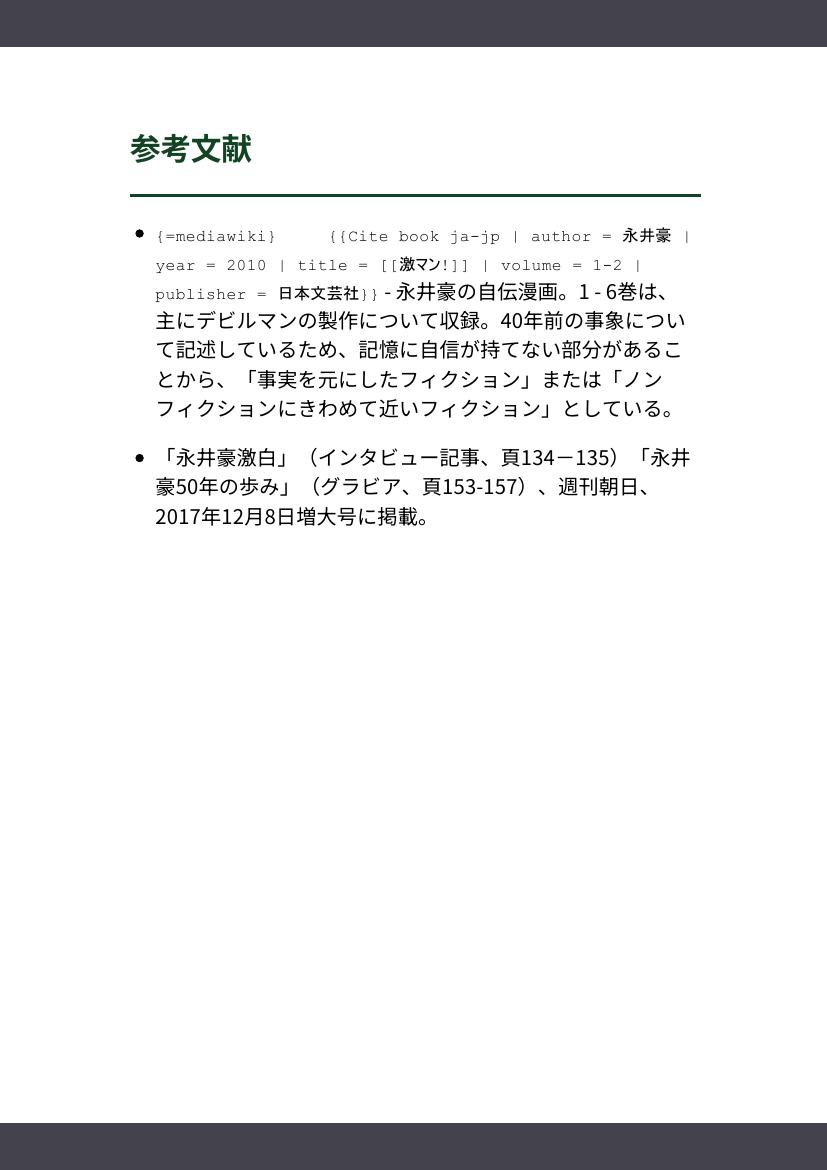 参考文献
• {=mediawiki} {{Cite book ja-jp | author = 永井豪 |
year = 2010 | title = [[激マン!]] | volume = 1-2 |
publisher = 日本文芸社}} - 永井豪の自伝漫画。1 - 6巻は、
主にデビルマンの製作について収録。40年前の事象につい
て記述しているため、記憶に自信が持てない部分があるこ
とから、「事実を元にしたフィクション」または「ノン
フィクションにきわめて近いフィクション」としている。
• 「永井豪激白」（インタビュー記事、頁134－135）「永井
豪50年の歩み」（グラビア、頁153-157）、週刊朝日、
2017年12月8日増大号に掲載。